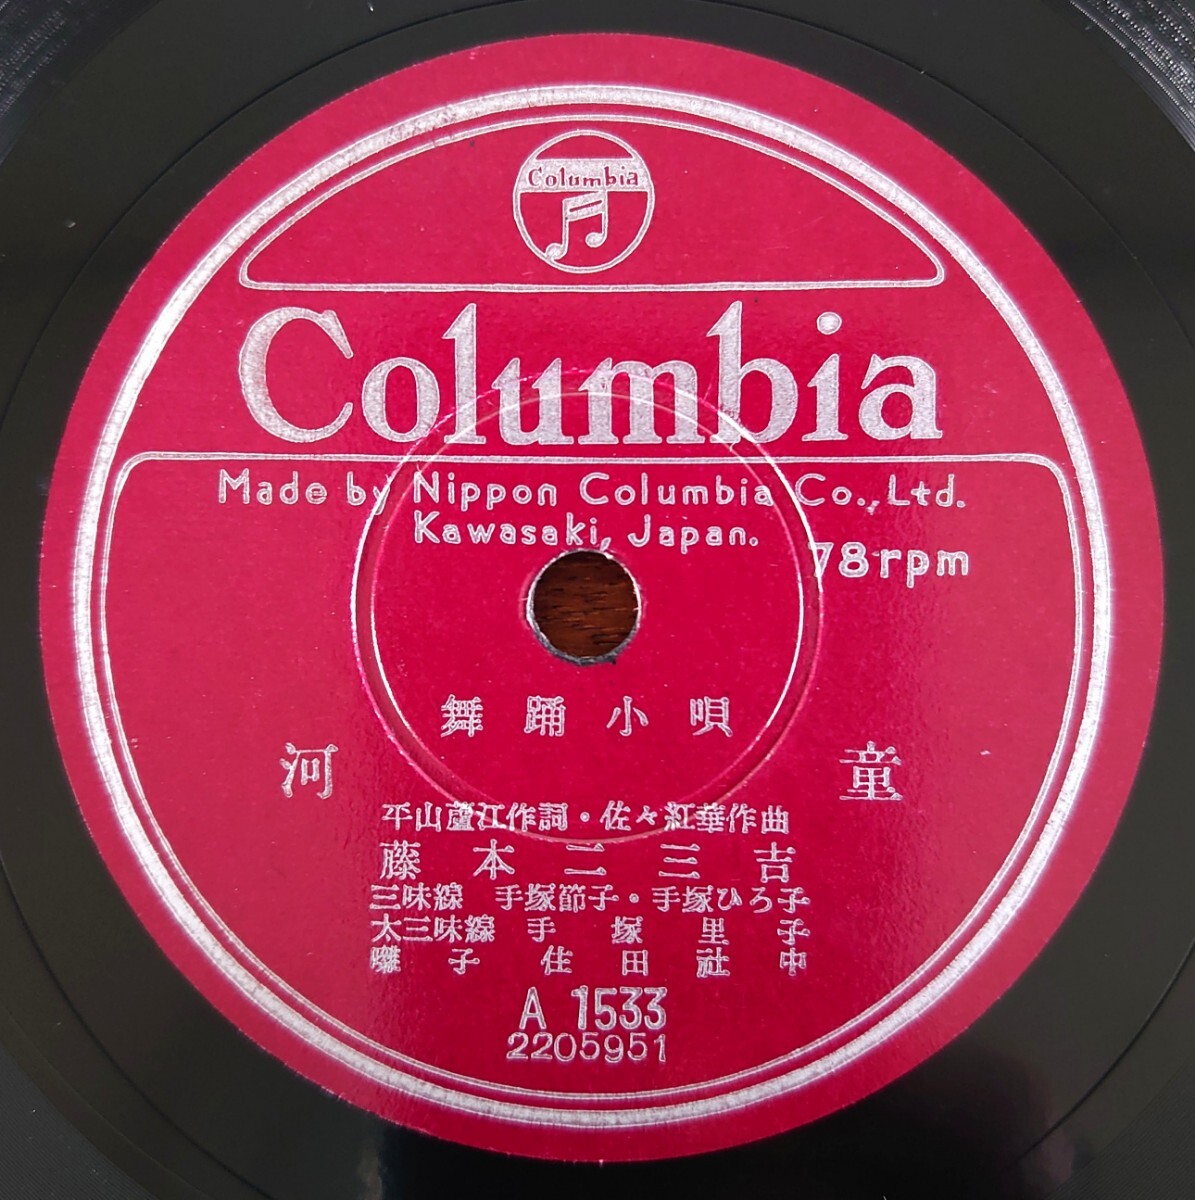 Columbia
Columbia
Made by Nippon Columbia Co., Ltd.
Kawasaki, Japan.
78rpm
舞踊小唄
河童
平山蘆江作詞・佐々紅華作曲
藤本二三吉
三味線 手塚節子・手塚ひろ子
太三味線 手塚里子
囃子 住田社中
A 1533
2205951